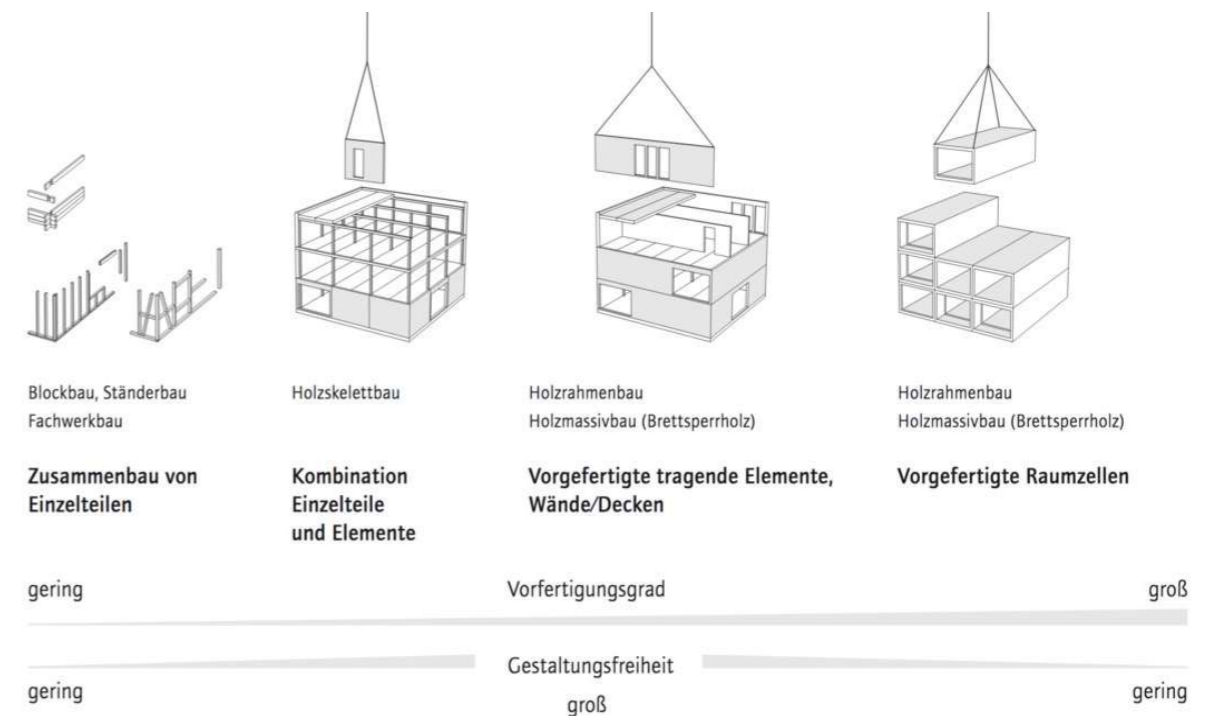 Blockbau, Ständerbau
Fachwerkbau
Zusammenbau von
Einzelteilen
Holzskelettbau
Kombination
Einzelteile
und Elemente
Holzrahmenbau
Holzmassivbau (Brettsperrholz)
Vorgefertigte tragende Elemente,
Wände/Decken
Holzrahmenbau
Holzmassivbau (Brettsperrholz)
Vorgefertigte Raumzellen
gering
Vorfertigungsgrad
groß
Gestaltungsfreiheit
gering
groß
gering